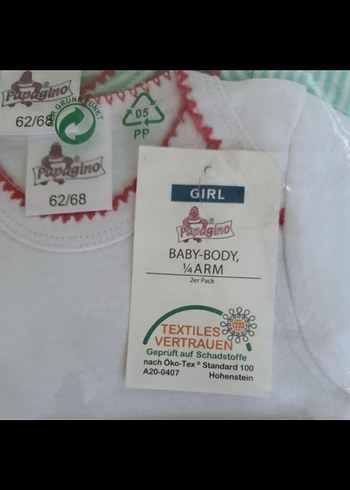 Papagino
62/68
DER GRÜNE PUNKT
05
PP
Papagino
62/68
GIRL
Papagino
BABY-BODY,
¼ ARM
2er Pack
TEXTILES
VERTRAUEN
Geprüft auf Schadstoffe
nach Öko-Tex® Standard 100
A20-0407 Hohenstein